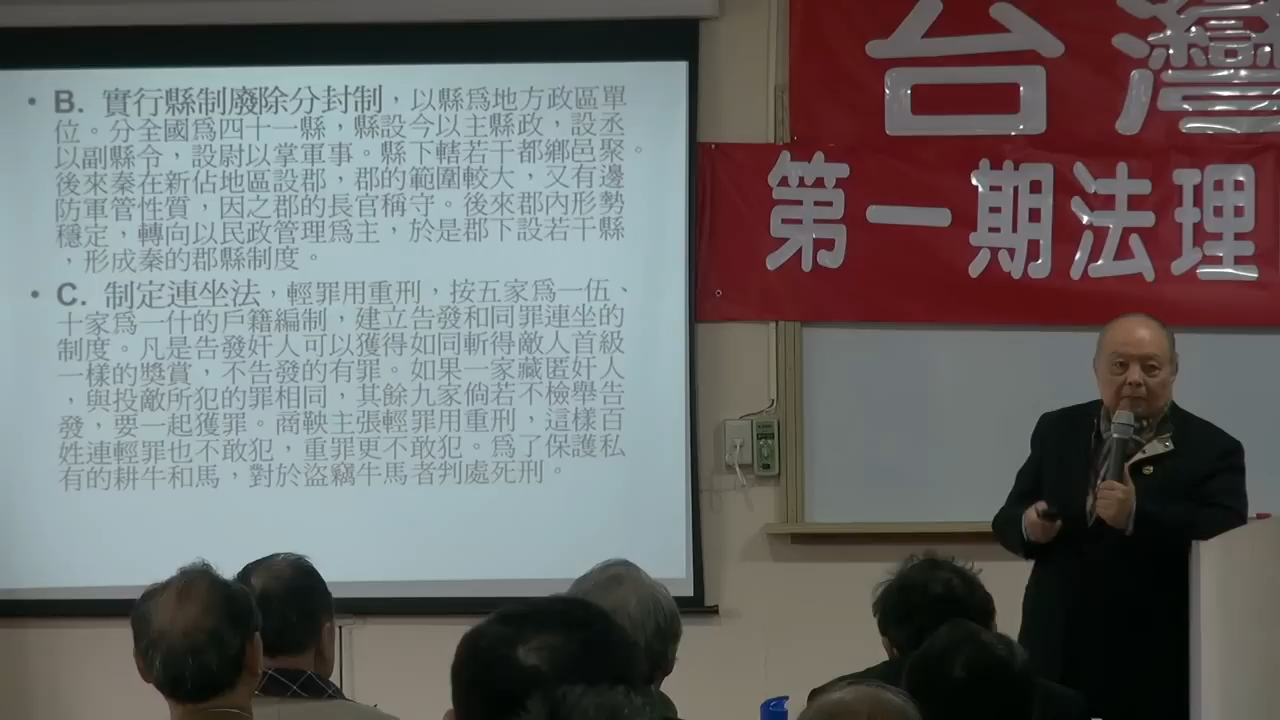 • B. 實行縣制廢除分封制，以縣為地方政區單
位。分全國為四十一縣，縣設今以主縣政，設丞
以副縣令，設尉以掌軍事。縣下轄若干都鄉邑聚。
後來秦在新佔地區設郡，郡的範圍較大，又有邊
防軍管性質，因之郡的長官稱守。後來郡內形勢
穩定，轉向以民政管理為主，於是郡下設若干縣
，形成秦的郡縣制度。
• C. 制定連坐法，輕罪用重刑，按五家為一伍、
十家為一什的戶籍編制，建立告發和同罪連坐的
制度。凡是告發奸人可以獲得如同斬得敵人首級
一樣的獎賞，不告發的有罪。如果一家藏匿奸人
，與投敵所犯的罪相同，其餘九家倘若不檢舉告
發，要一起獲罪。商鞅主張輕罪用重刑，這樣百
姓連輕罪也不敢犯，重罪更不敢犯。為了保護私
有的耕牛和馬，對於盜竊牛馬者判處死刑。
台灣
第一期法理